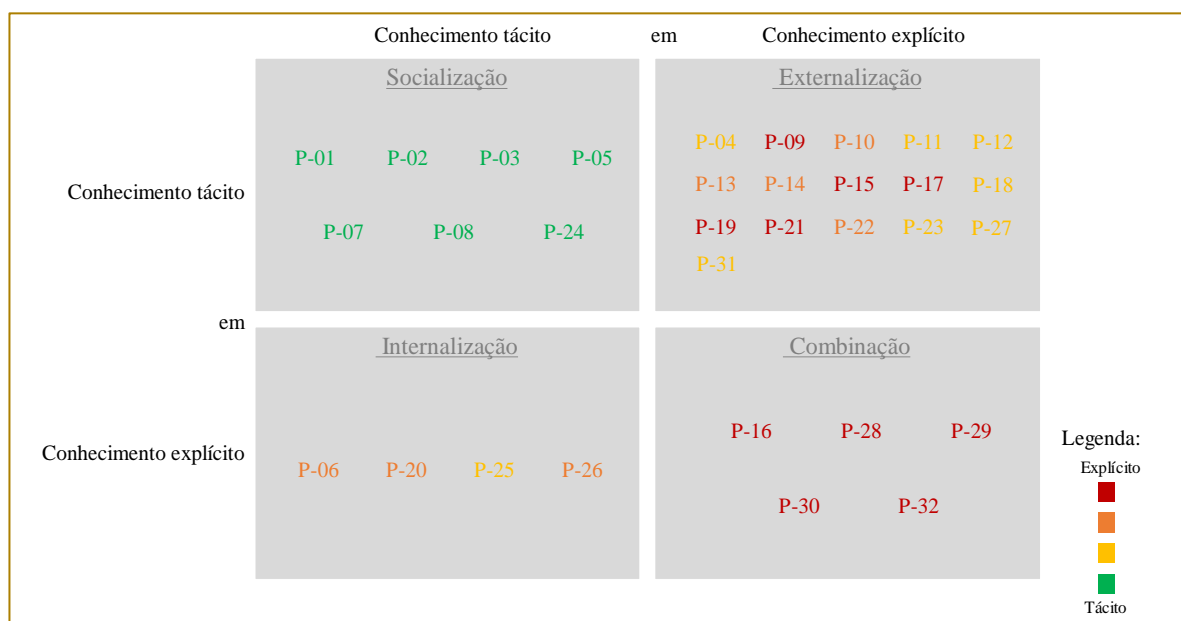 Conhecimento tácito em Conhecimento explícito
Socialização
P-01 P-02 P-03 P-05
P-07 P-08 P-24
Externalização
P-04 P-09 P-10 P-11 P-12
P-13 P-14 P-15 P-17 P-18
P-19 P-21 P-22 P-23 P-27
P-31
Conhecimento tácito
em
Conhecimento explícito
Internalização
P-06 P-20 P-25 P-26
Combinação
P-16 P-28 P-29
P-30 P-32
Legenda:
Explícito
Tácito